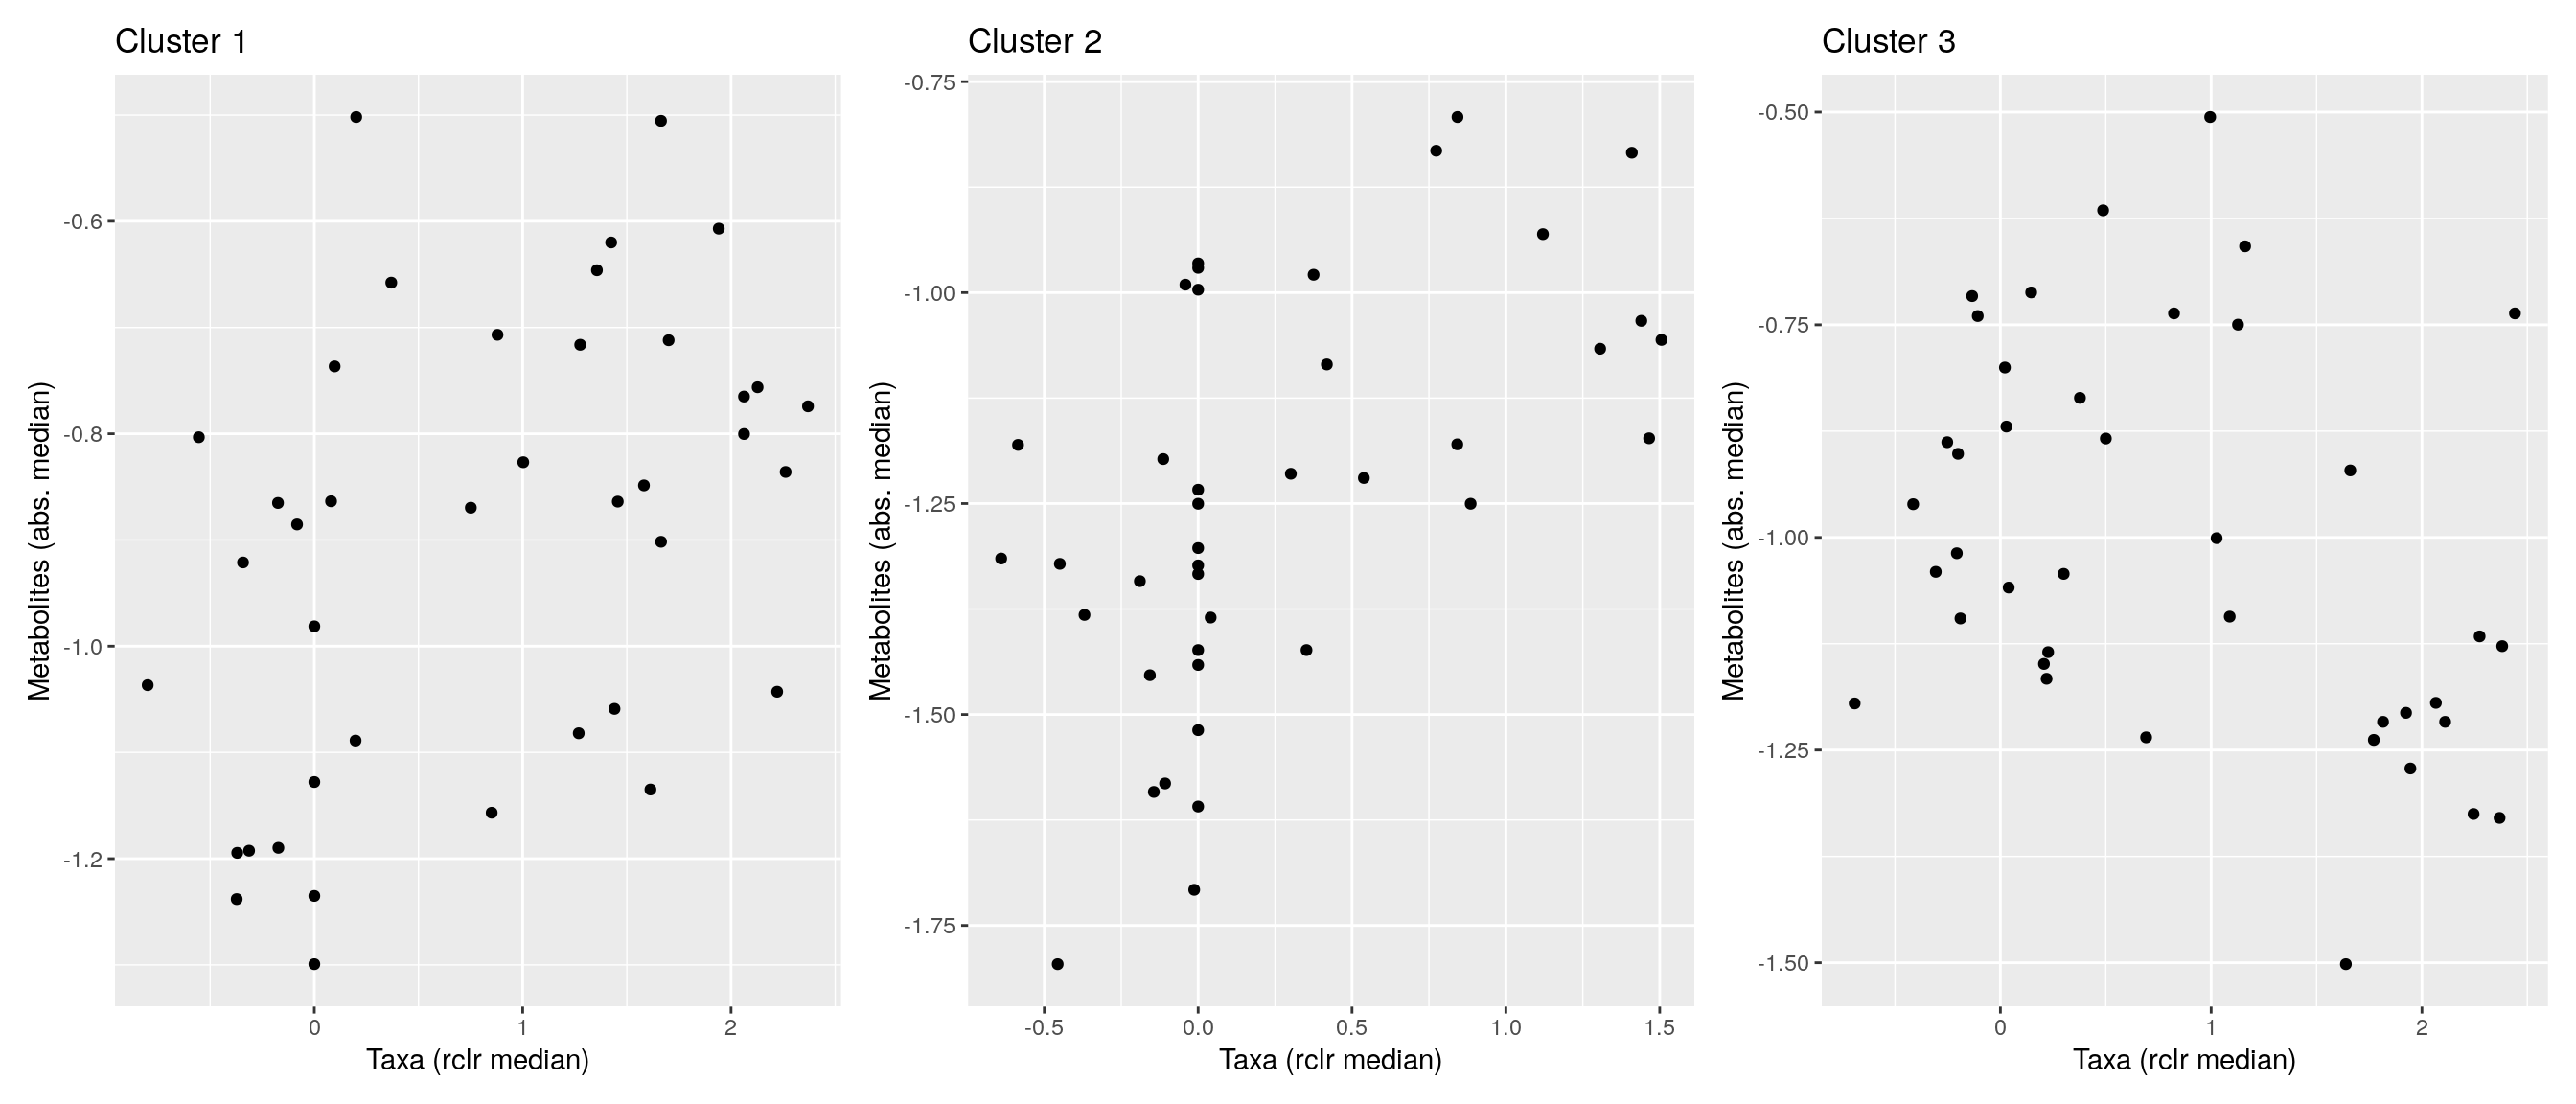 Cluster 1
Metabolites (abs. median)
-0.6
-0.8
-1.0
-1.2
0 1 2
Taxa (rclr median)
Cluster 2
Metabolites (abs. median)
-0.75
-1.00
-1.25
-1.50
-1.75
-0.5 0.0 0.5 1.0 1.5
Taxa (rclr median)
Cluster 3
Metabolites (abs. median)
-0.50
-0.75
-1.00
-1.25
-1.50
0 1 2
Taxa (rclr median)